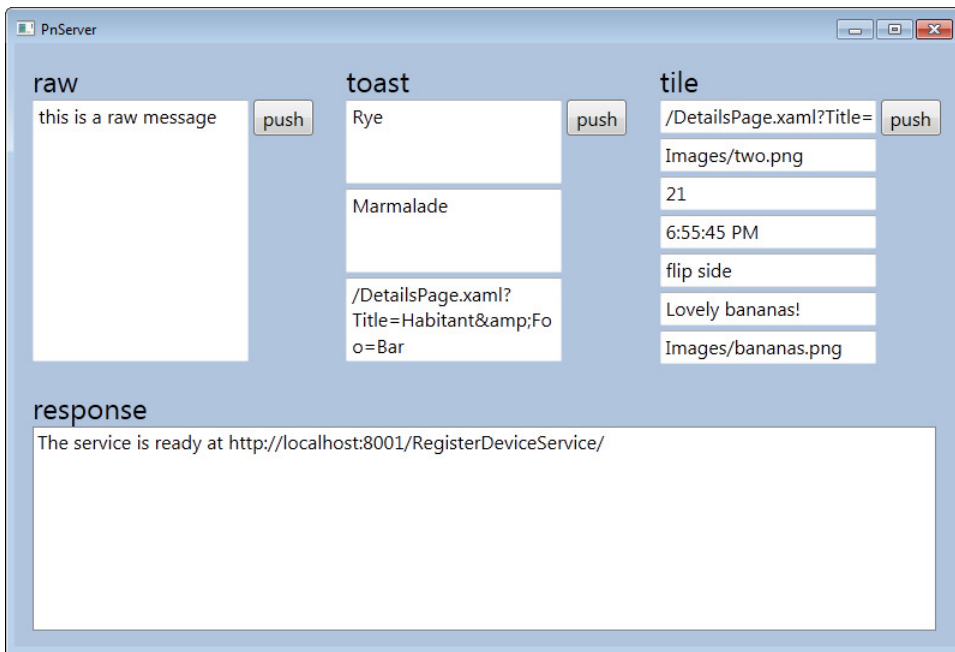 PnServer
raw
this is a raw message
push
toast
Rye
push
Marmalade
/DetailsPage.xaml?
Title=Habitant&amp;Fo
o=Bar
tile
/DetailsPage.xaml?Title=
push
Images/two.png
21
6:55:45 PM
flip side
Lovely bananas!
Images/bananas.png
response
The service is ready at http://localhost:8001/RegisterDeviceService/